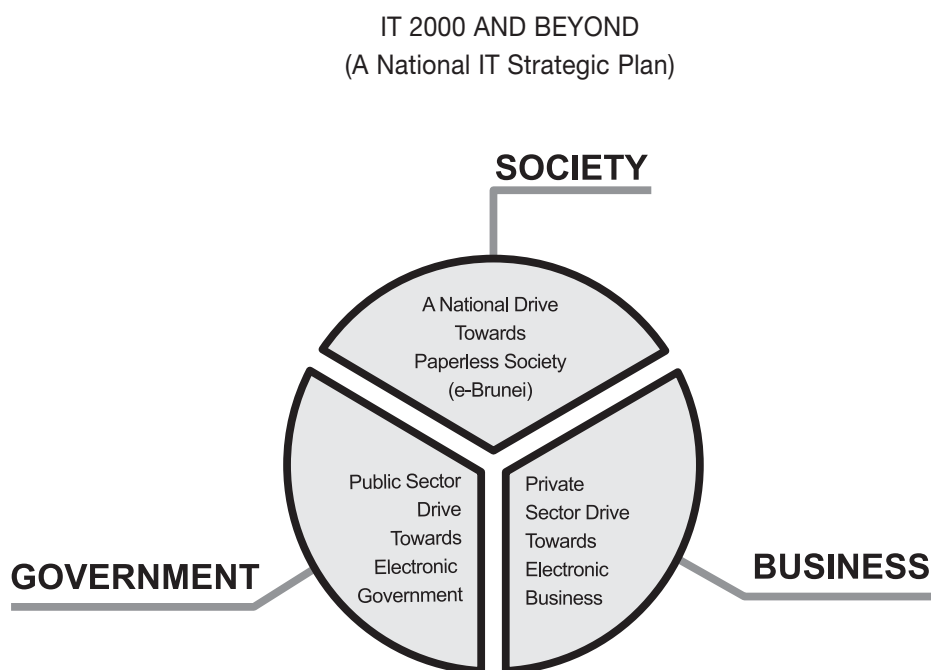 IT 2000 AND BEYOND
(A National IT Strategic Plan)
SOCIETY
A National Drive
Towards
Paperless Society
(e-Brunei)
GOVERNMENT
Public Sector
Drive
Towards
Electronic
Government
Private
Sector Drive
Towards
Electronic
Business
BUSINESS